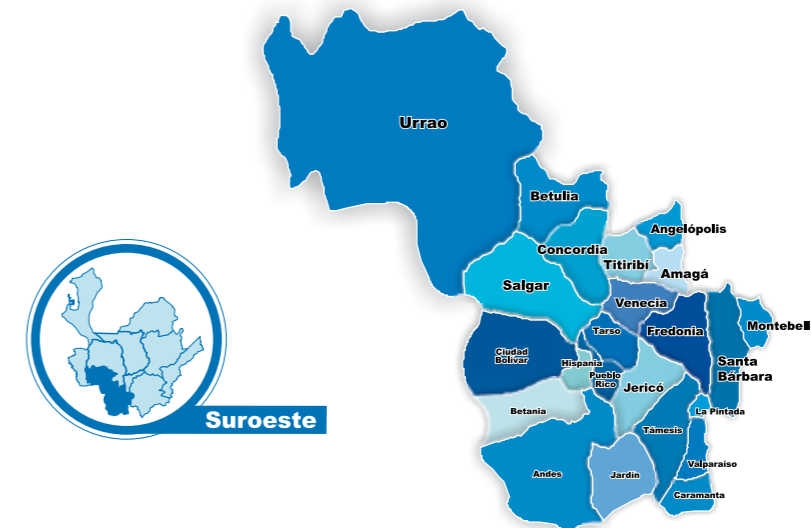 Urrao
Betulia
Angelópolis
Concordia
Titiribí
Amagá
Salgar
Venecia
Tarso
Fredonia
Montebell
Ciudad
Bolívar
Hispania
Santa
Bárbara
Pueblo
Rico
Jericó
Betania
La Pintada
Támesis
Suroeste
Valparaíso
Andes
Jardín
Caramanta